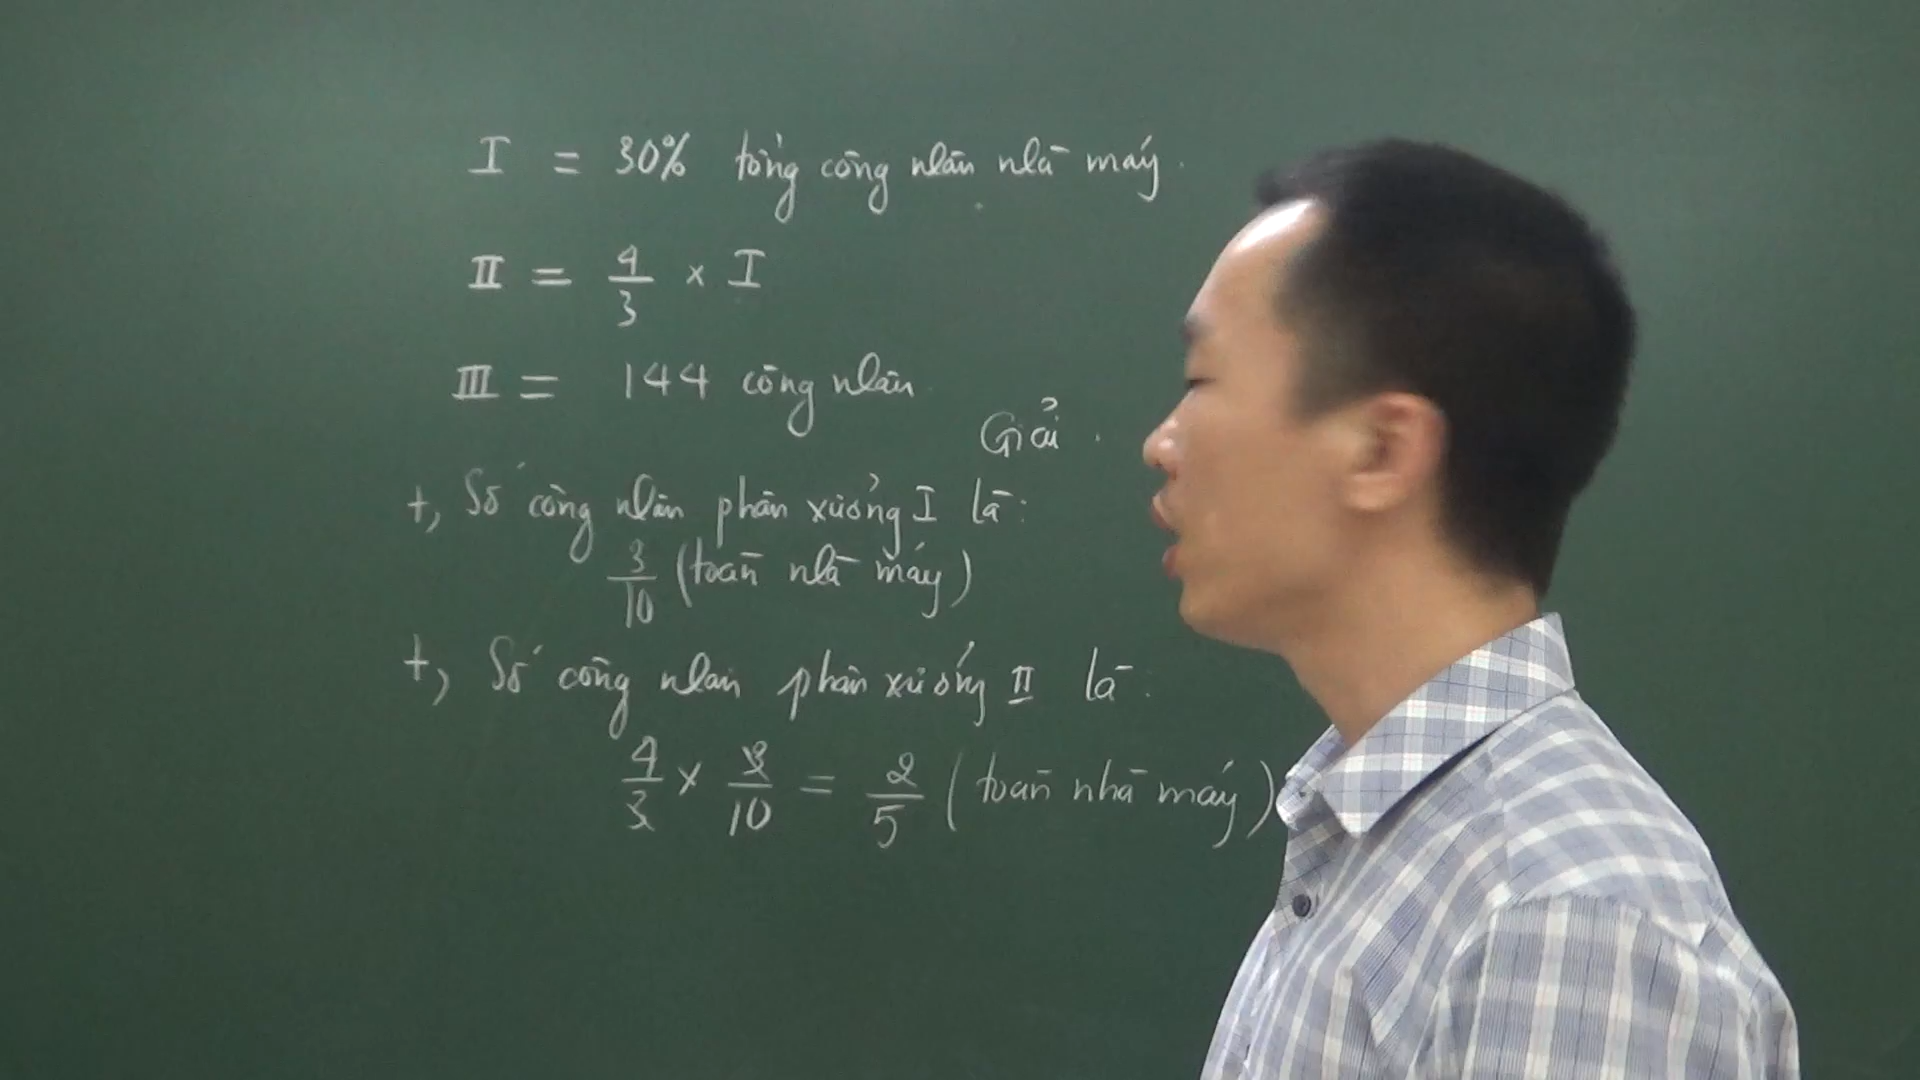 I = 30% tổng công nhân nhà máy.
II = 4/3 × I
III = 144 công nhân
Giải.
+, Số công nhân phân xưởng I là:
3/10 (toàn nhà máy)
+, Số công nhân phân xưởng II là:
4/3 × 3/10 = 2/5 (toàn nhà máy)